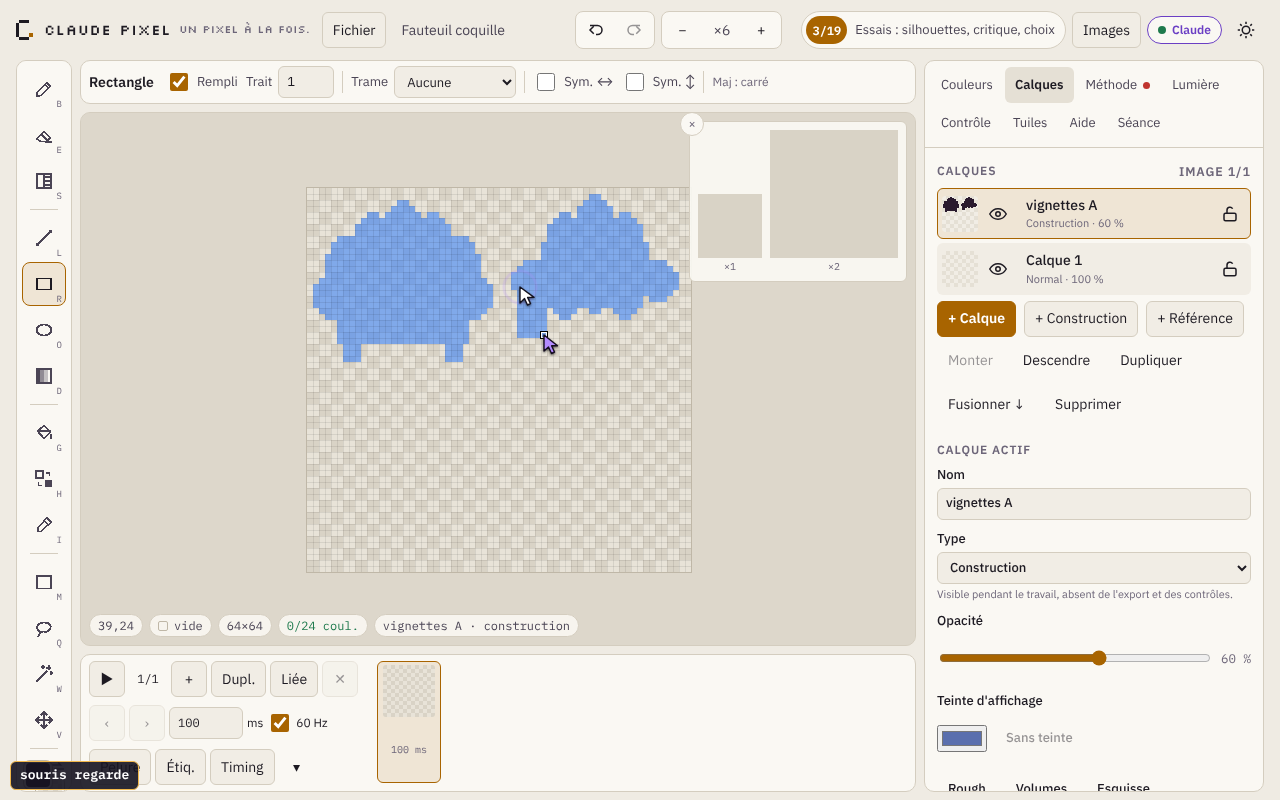 CLAUDE PIXEL
UN PIXEL À LA FOIS.
Fichier
Fauteuil coquille
−
×6
+
3/19
Essais : silhouettes, critique, choix
Images
Claude
Rectangle
Rempli
Trait
1
Trame
Aucune
Sym. ↔
Sym. ↕
Maj : carré
B
E
S
L
R
O
D
G
H
I
M
Q
W
V
×
×1
×2
39,24
vide
64×64
0/24 coul.
vignettes A · construction
1/1
+
Dupl.
Liée
×
‹
›
100
ms
60 Hz
Étiq.
Timing
▼
100 ms
souris regarde
Couleurs
Calques
Méthode
Lumière
Contrôle
Tuiles
Aide
Séance
CALQUES
IMAGE 1/1
vignettes A
Construction · 60 %
Calque 1
Normal · 100 %
+ Calque
+ Construction
+ Référence
Monter
Descendre
Dupliquer
Fusionner ↓
Supprimer
CALQUE ACTIF
Nom
vignettes A
Type
Construction
Visible pendant le travail, absent de l'export et des contrôles.
Opacité
60 %
Teinte d'affichage
Sans teinte
Rough
Volumes
Esquisse